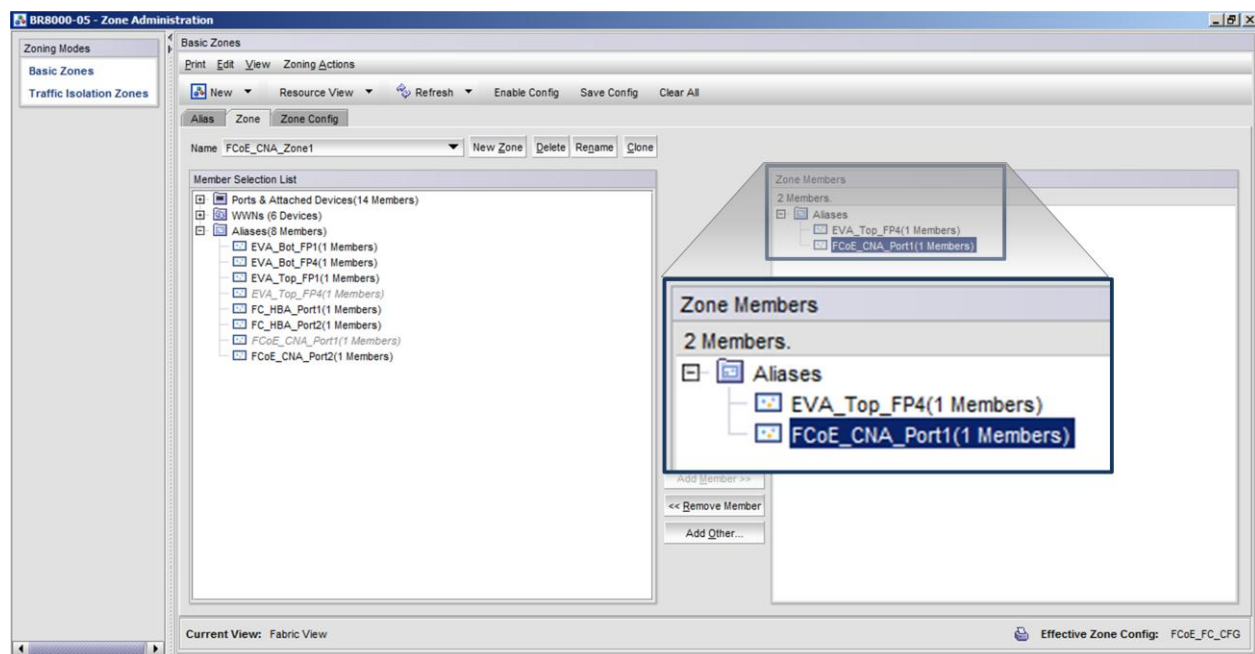 BR8000-05 - Zone Administration
Zoning Modes
Basic Zones
Traffic Isolation Zones
Basic Zones
Print Edit View Zoning Actions
New Resource View Refresh Enable Config Save Config Clear All
Alias Zone Zone Config
Name FCoE_CNA_Zone1 New Zone Delete Rename Clone
Member Selection List
Ports & Attached Devices(14 Members)
WWNs (6 Devices)
Aliases(8 Members)
EVA_Bot_FP1(1 Members)
EVA_Bot_FP4(1 Members)
EVA_Top_FP1(1 Members)
EVA_Top_FP4(1 Members)
FC_HBA_Port1(1 Members)
FC_HBA_Port2(1 Members)
FCoE_CNA_Port1(1 Members)
FCoE_CNA_Port2(1 Members)
Zone Members
2 Members.
Aliases
EVA_Top_FP4(1 Members)
FCoE_CNA_Port1(1 Members)
Zone Members
2 Members.
Aliases
EVA_Top_FP4(1 Members)
FCoE_CNA_Port1(1 Members)
Add Member >>
<< Remove Member
Add Other...
Current View: Fabric View
Effective Zone Config: FCoE_FC_CFG